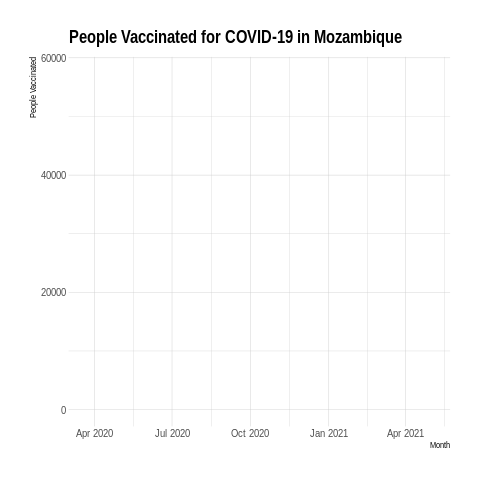 People Vaccinated for COVID-19 in Mozambique
People Vaccinated
60000
40000
20000
0
Apr 2020 Jul 2020 Oct 2020 Jan 2021 Apr 2021
Month